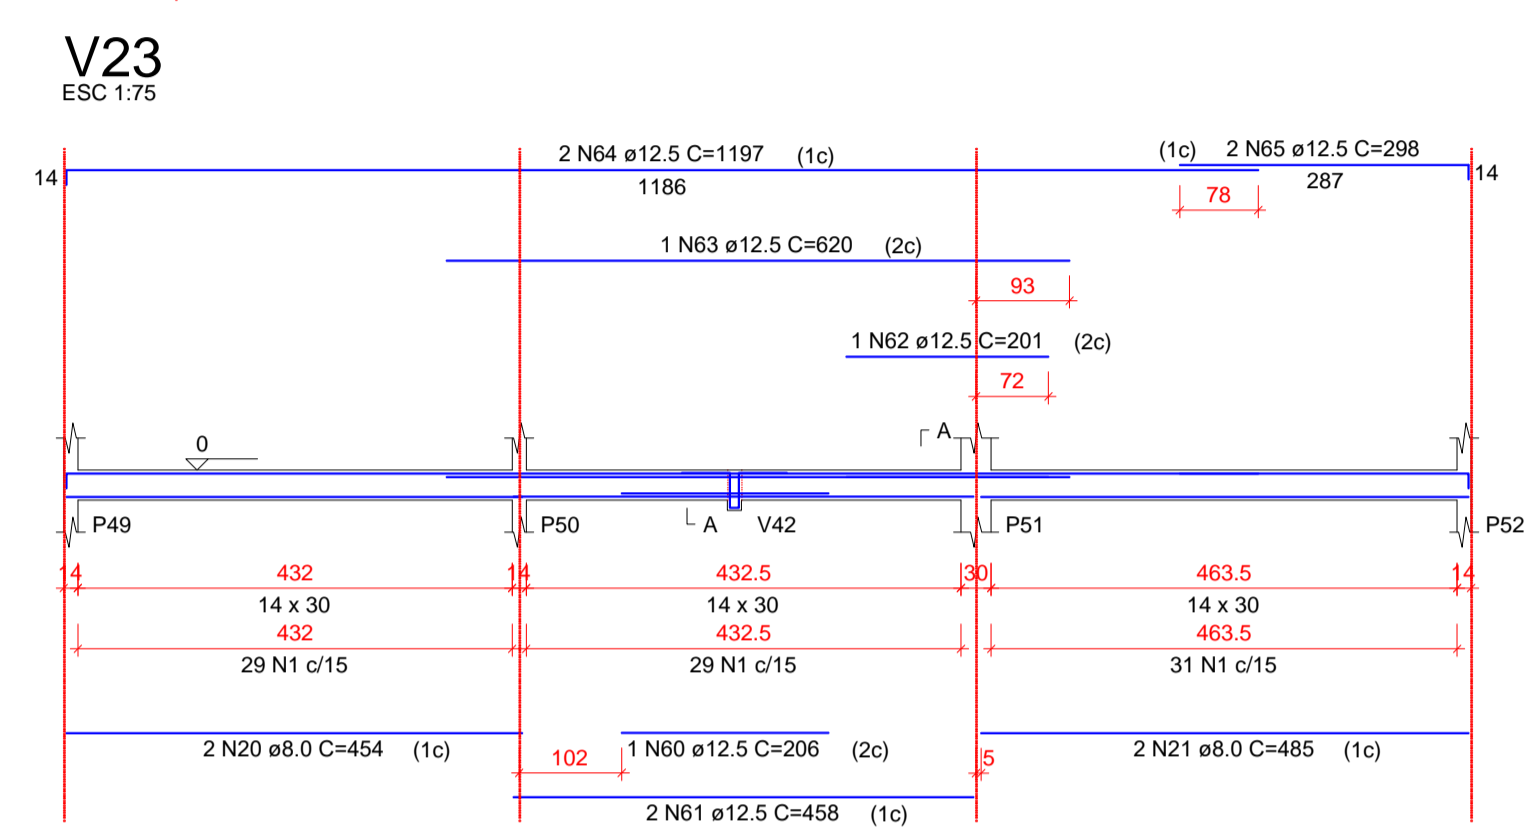 V23
ESC 1:75
2 N64 ø12.5 C=1197 (1c)
(1c) 2 N65 ø12.5 C=298
14
1186
287
14
78
1 N63 ø12.5 C=620 (2c)
93
1 N62 ø12.5 C=201 (2c)
72
0
A
P49
P50
A
V42
P51
P52
14
432
14
432.5
30
463.5
14
14 x 30
14 x 30
14 x 30
432
432.5
463.5
29 N1 c/15
29 N1 c/15
31 N1 c/15
2 N20 ø8.0 C=454 (1c)
102
1 N60 ø12.5 C=206 (2c)
5
2 N21 ø8.0 C=485 (1c)
2 N61 ø12.5 C=458 (1c)